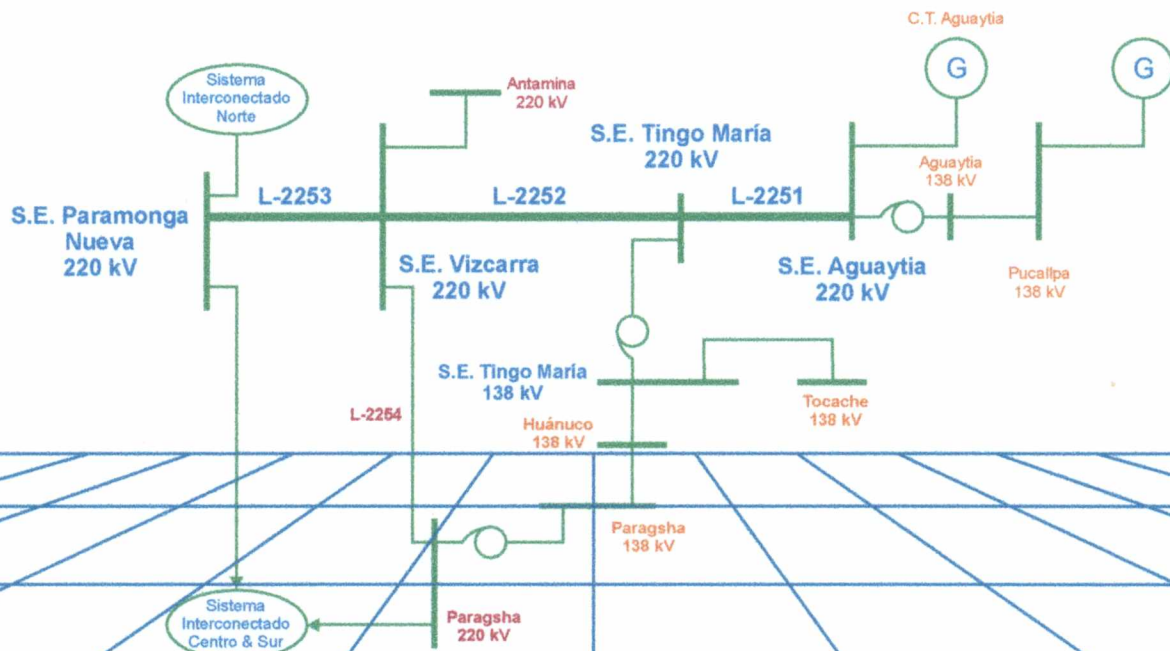 C.T. Aguaytia
G
G
Sistema
Interconectado
Norte
Antamina
220 kV
S.E. Tingo María
220 kV
Aguaytia
138 kV
L-2253
L-2252
L-2251
S.E. Paramonga
Nueva
220 kV
S.E. Vizcarra
220 kV
S.E. Aguaytia
220 kV
Pucallpa
138 kV
S.E. Tingo María
138 kV
Tocache
138 kV
L-2254
Huánuco
138 kV
Paragsha
138 kV
Sistema
Interconectado
Centro & Sur
Paragsha
220 kV